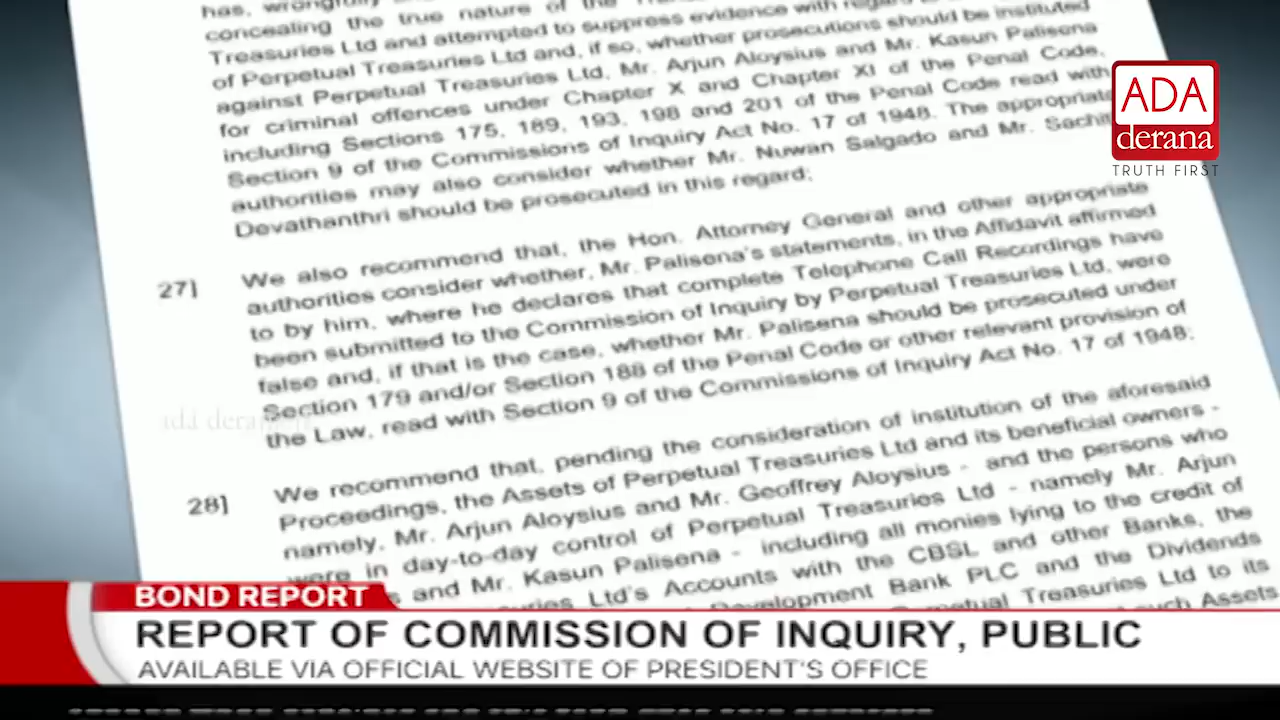 has, wrongfully
concealing the true nature of the
Treasuries Ltd and attempted to suppress evidence with regard to
of Perpetual Treasuries Ltd and, if so, whether prosecutions should be instituted
against Perpetual Treasuries Ltd, Mr. Arjun Aloysius and Mr. Kasun Palisena
for criminal offences under Chapter X and Chapter XI of the Penal Code,
including Sections 175, 189, 193, 198 and 201 of the Penal Code read with
Section 9 of the Commissions of Inquiry Act No. 17 of 1948. The appropriate
authorities may also consider whether Mr. Nuwan Salgado and Mr. Sachith
Devathanthri should be prosecuted in this regard;
27] We also recommend that, the Hon. Attorney General and other appropriate
authorities consider whether, Mr. Palisena's statements, in the Affidavit affirmed
to by him, where he declares that complete Telephone Call Recordings have
been submitted to the Commission of Inquiry by Perpetual Treasuries Ltd, were
false and, if that is the case, whether Mr. Palisena should be prosecuted under
Section 179 and/or Section 188 of the Penal Code or other relevant provision of
the Law, read with Section 9 of the Commissions of Inquiry Act No. 17 of 1948;
28] We recommend that, pending the consideration of institution of the aforesaid
Proceedings, the Assets of Perpetual Treasuries Ltd and its beneficial owners -
namely, Mr. Arjun Aloysius and Mr. Geoffrey Aloysius - and the persons who
were in day-to-day control of Perpetual Treasuries Ltd - namely Mr. Arjun
and Mr. Kasun Palisena - including all monies lying to the credit of
Ltd's Accounts with the CBSL and other Banks, the
Development Bank PLC and the Dividends
Perpetual Treasuries Ltd to its
such Assets
ADA
derana
TRUTH FIRST
ada derana
BOND REPORT
REPORT OF COMMISSION OF INQUIRY, PUBLIC
AVAILABLE VIA OFFICIAL WEBSITE OF PRESIDENT'S OFFICE